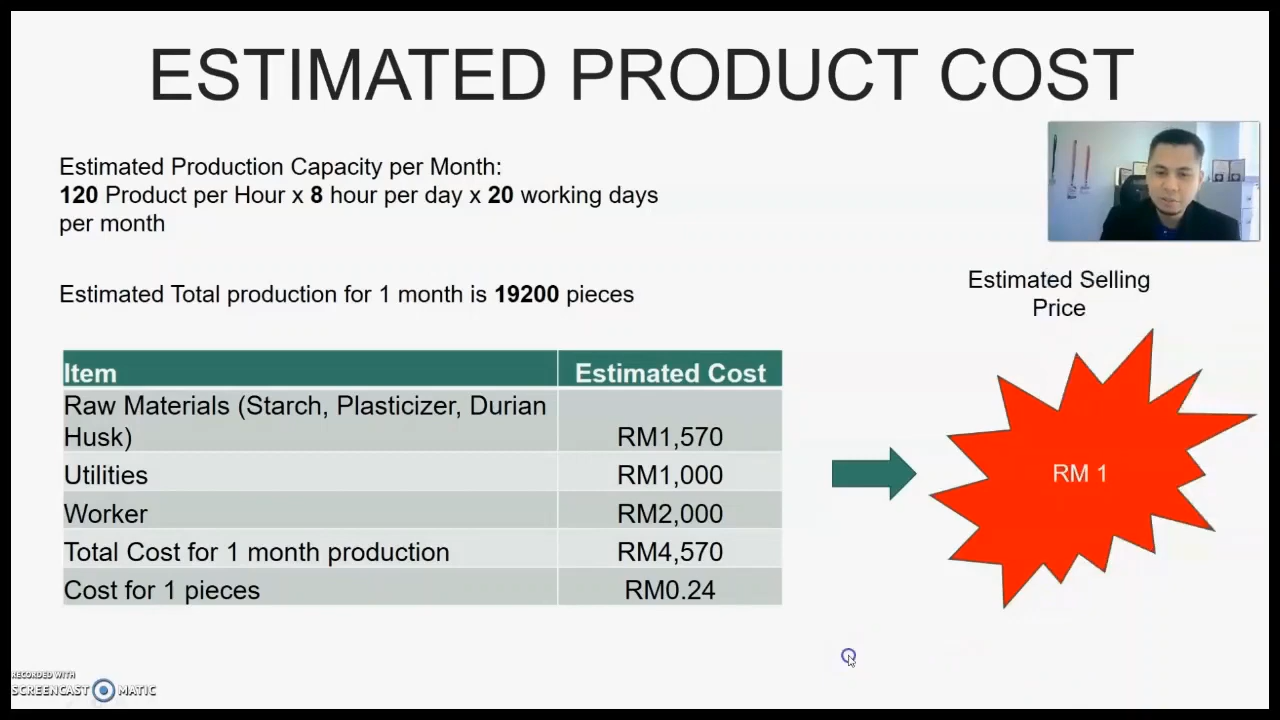 ESTIMATED PRODUCT COST
Estimated Production Capacity per Month:
120 Product per Hour x 8 hour per day x 20 working days
per month
Estimated Total production for 1 month is 19200 pieces
Estimated Selling
Price
Item Estimated Cost
Raw Materials (Starch, Plasticizer, Durian
Husk) RM1,570
Utilities RM1,000
Worker RM2,000
Total Cost for 1 month production RM4,570
Cost for 1 pieces RM0.24
RM 1
RECORDED WITH
SCREENCAST MATIC